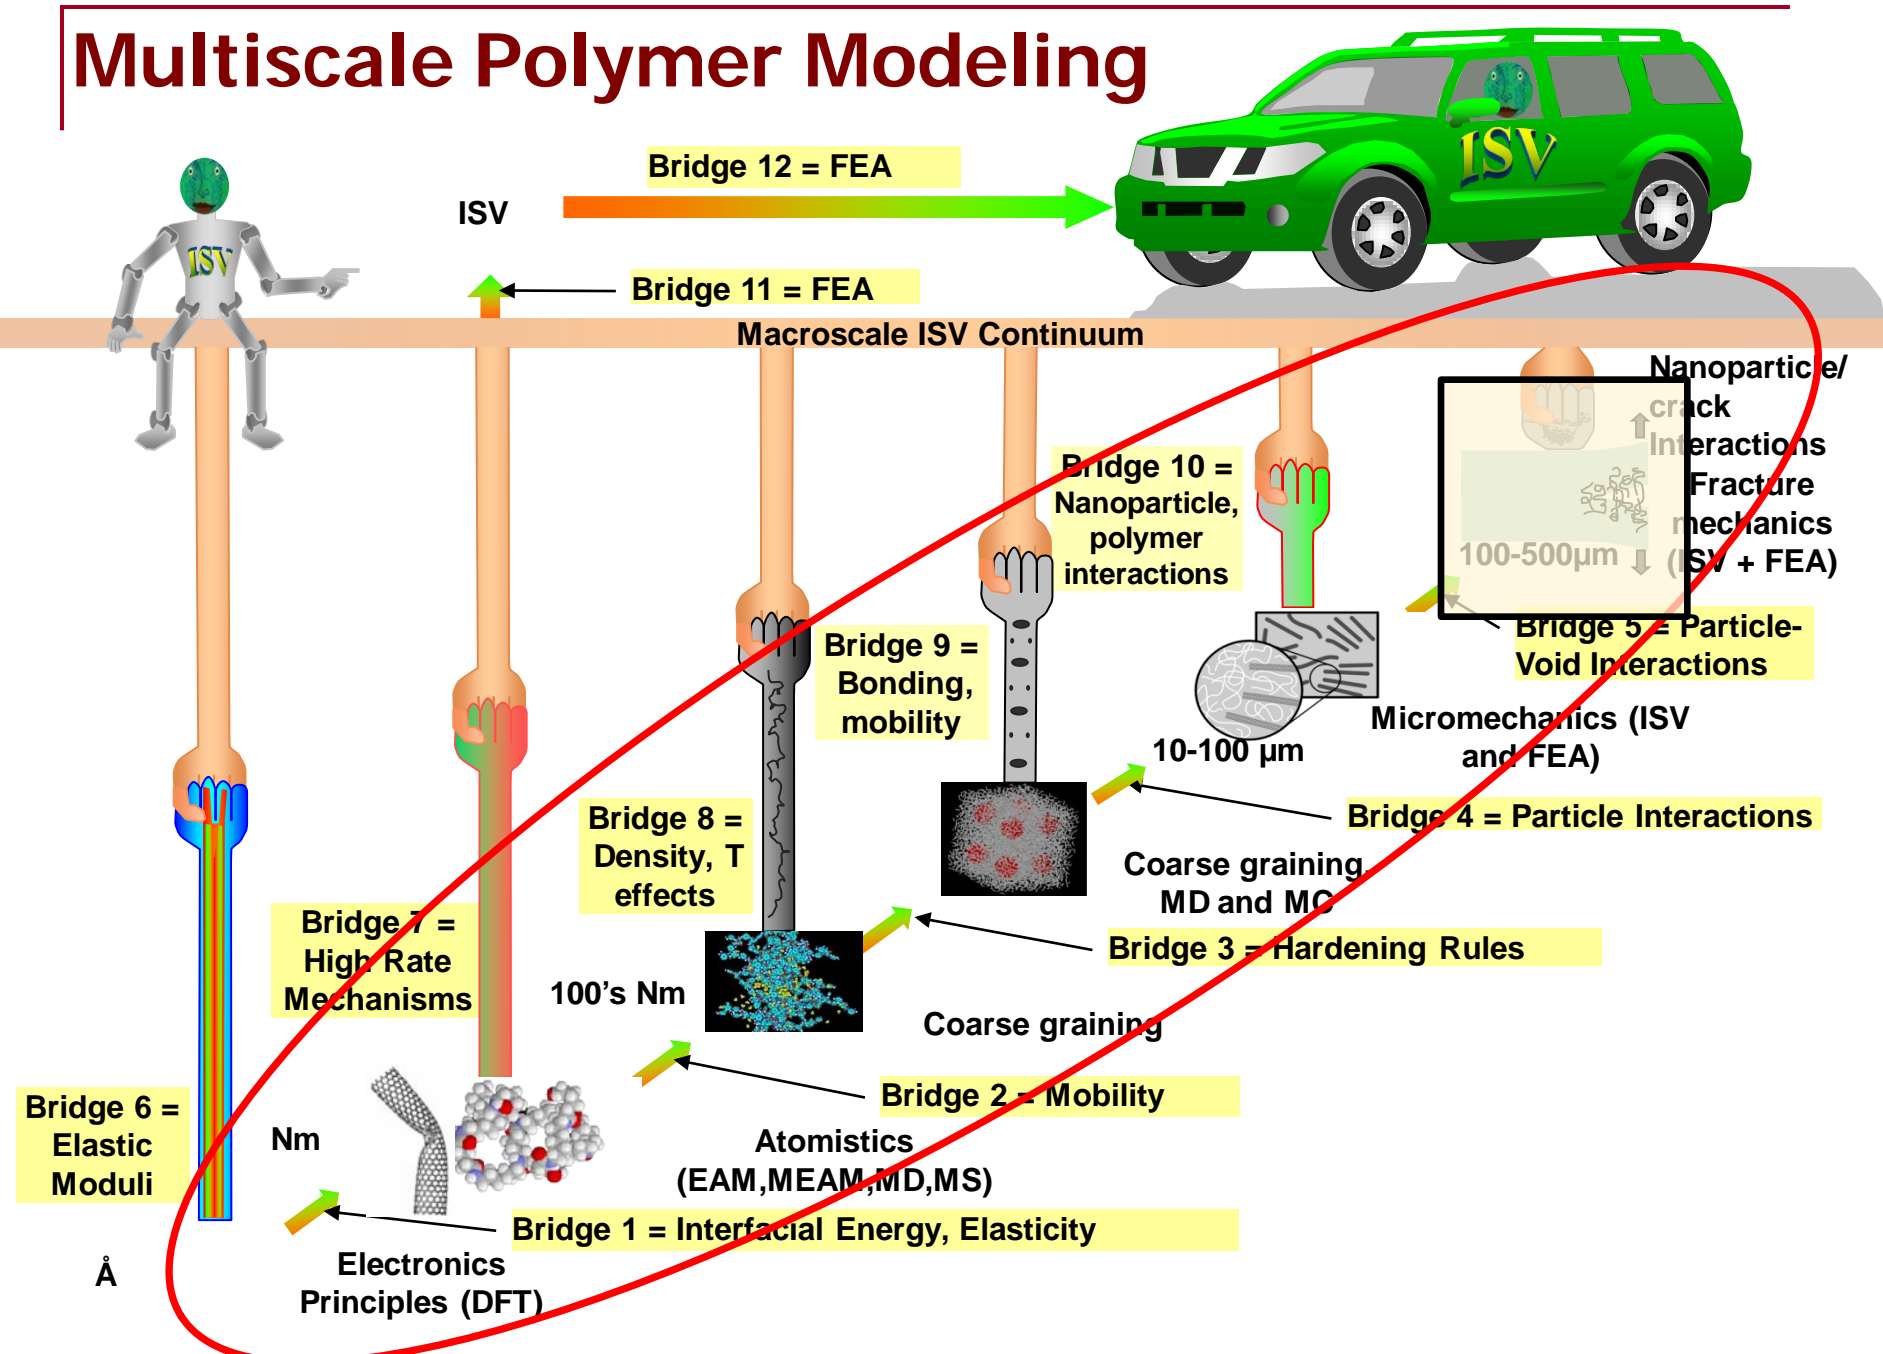 Multiscale Polymer Modeling
Bridge 12 = FEA
ISV
ISV
ISV
Bridge 11 = FEA
Macroscale ISV Continuum
Nanoparticle/
crack
Interactions
Fracture
mechanics
(ISV + FEA)
100-500µm
Bridge 10 =
Nanoparticle,
polymer
interactions
Bridge 5 = Particle-
Void Interactions
Bridge 9 =
Bonding,
mobility
10-100 µm
Micromechanics (ISV
and FEA)
Bridge 8 =
Density, T
effects
Bridge 4 = Particle Interactions
Coarse graining,
MD and MC
Bridge 7 =
High Rate
Mechanisms
Bridge 3 = Hardening Rules
100's Nm
Coarse graining
Bridge 6 =
Elastic
Moduli
Bridge 2 = Mobility
Nm
Atomistics
(EAM,MEAM,MD,MS)
Bridge 1 = Interfacial Energy, Elasticity
Å
Electronics
Principles (DFT)